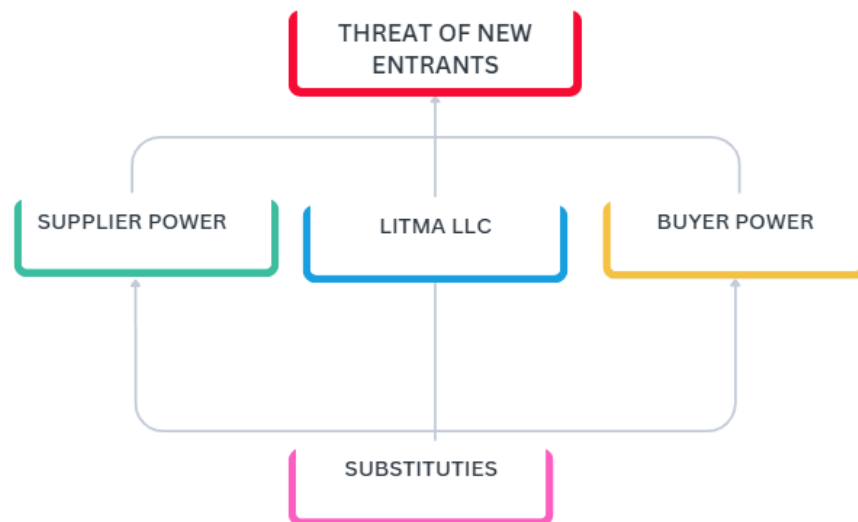 THREAT OF NEW
ENTRANTS
SUPPLIER POWER
LITMA LLC
BUYER POWER
SUBSTITUTIES